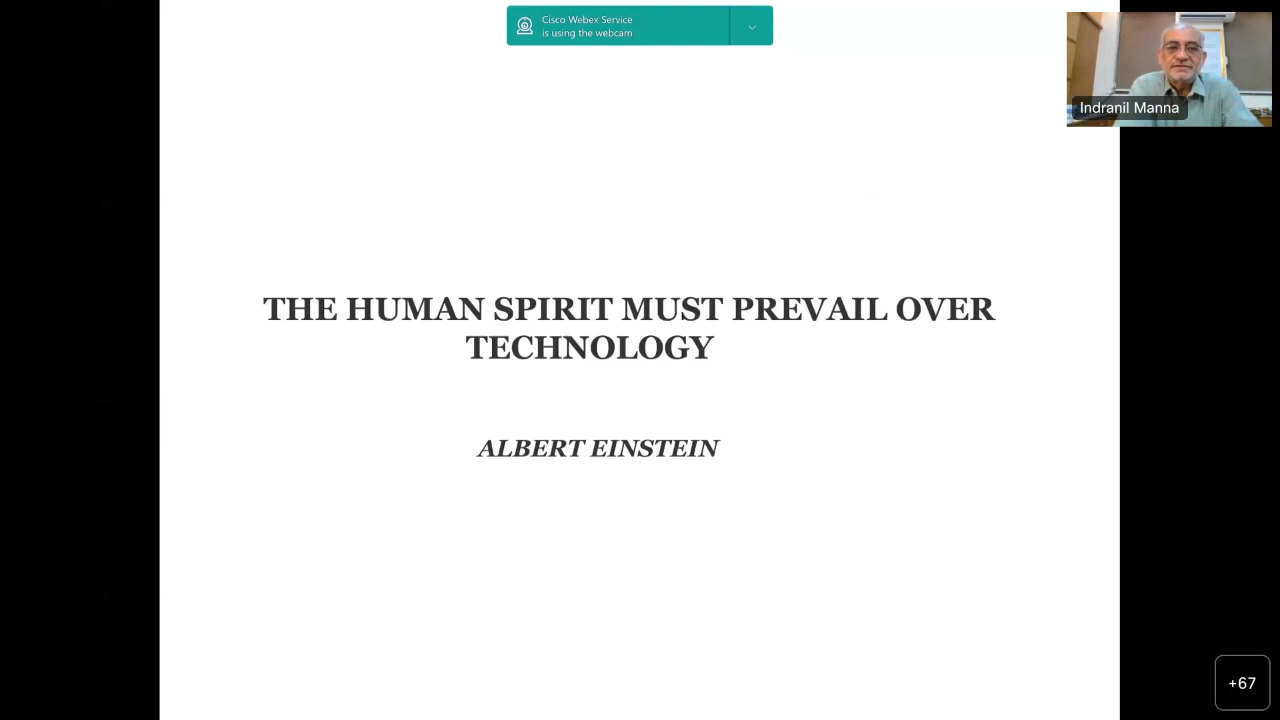 Cisco Webex Service
is using the webcam
Indranil Manna
THE HUMAN SPIRIT MUST PREVAIL OVER
TECHNOLOGY
ALBERT EINSTEIN
+67